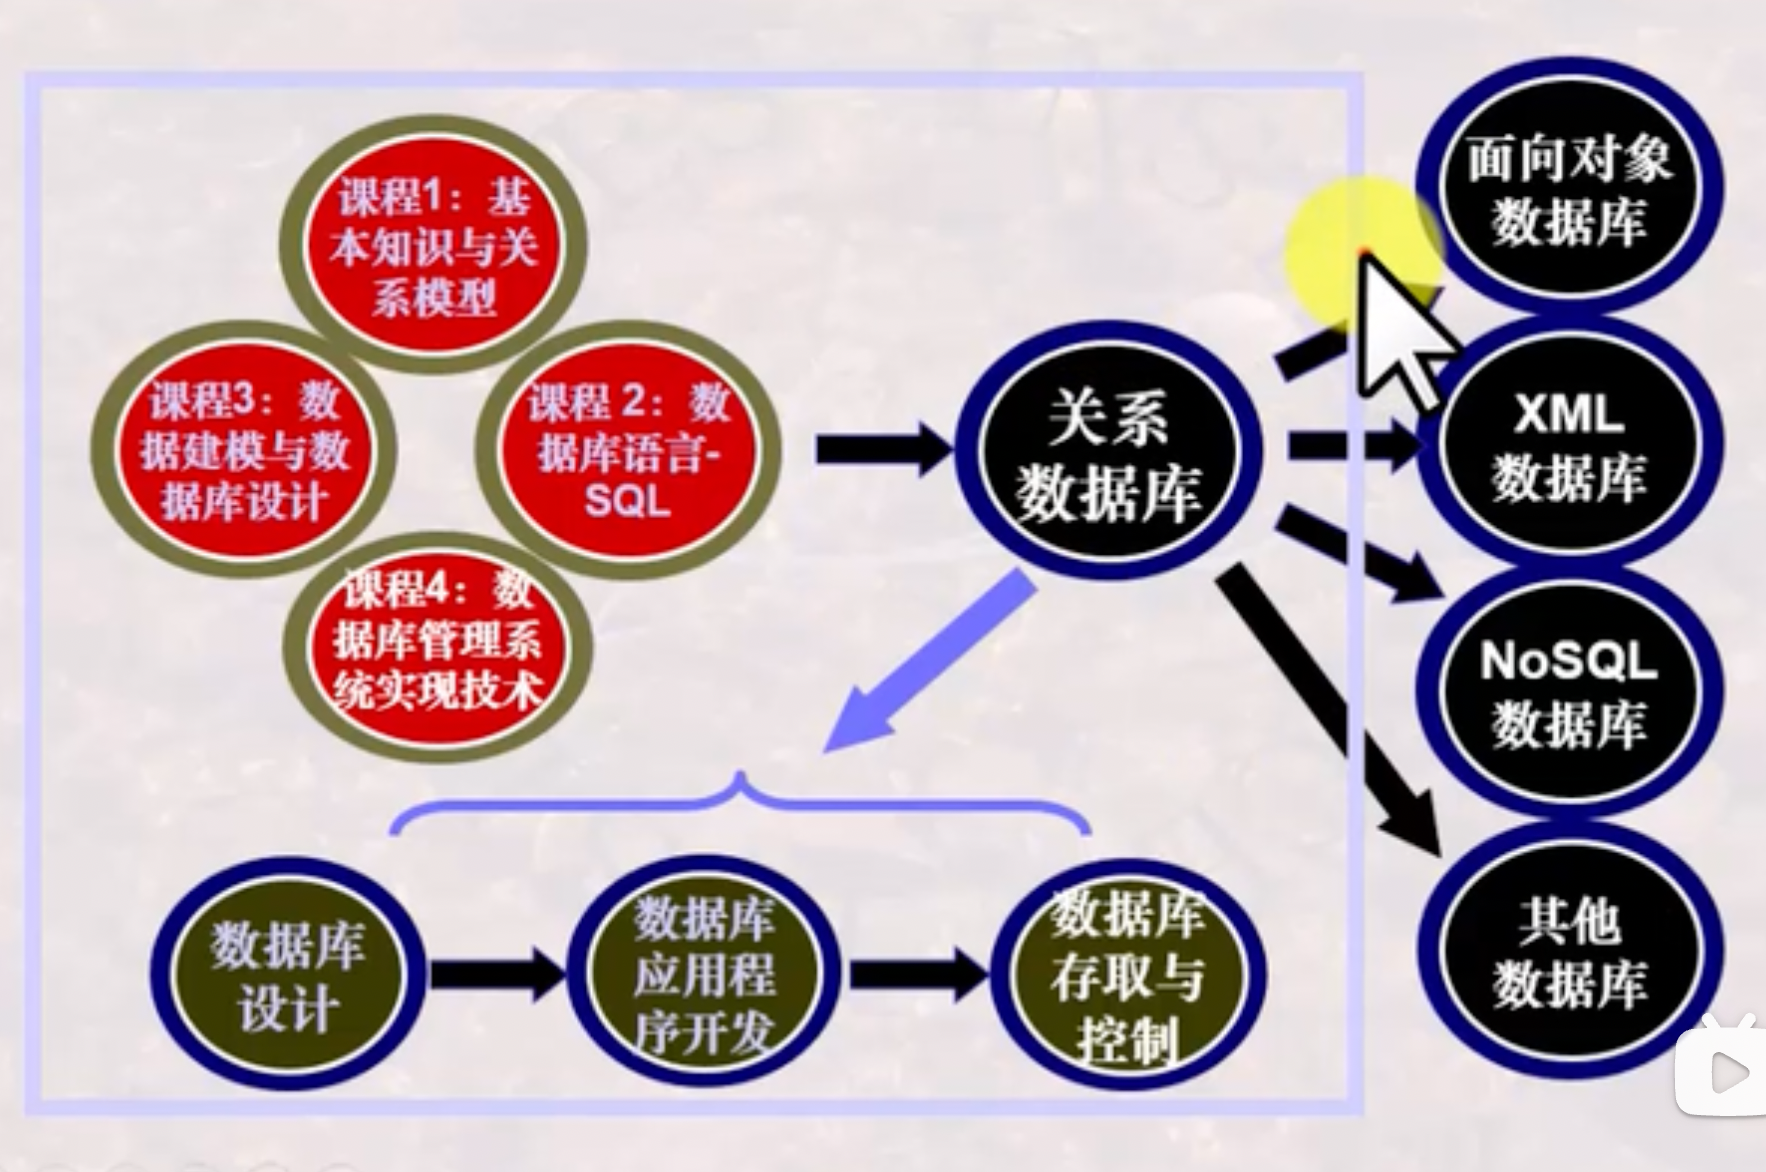 课程1：基
本知识与关
系模型
课程3：数
据建模与数
据库设计
课程 2：数
据库语言-
SQL
课程4：数
据库管理系
统实现技术
关系
数据库
面向对象
数据库
XML
数据库
NoSQL
数据库
其他
数据库
数据库
设计
数据库
应用程
序开发
数据库
存取与
控制